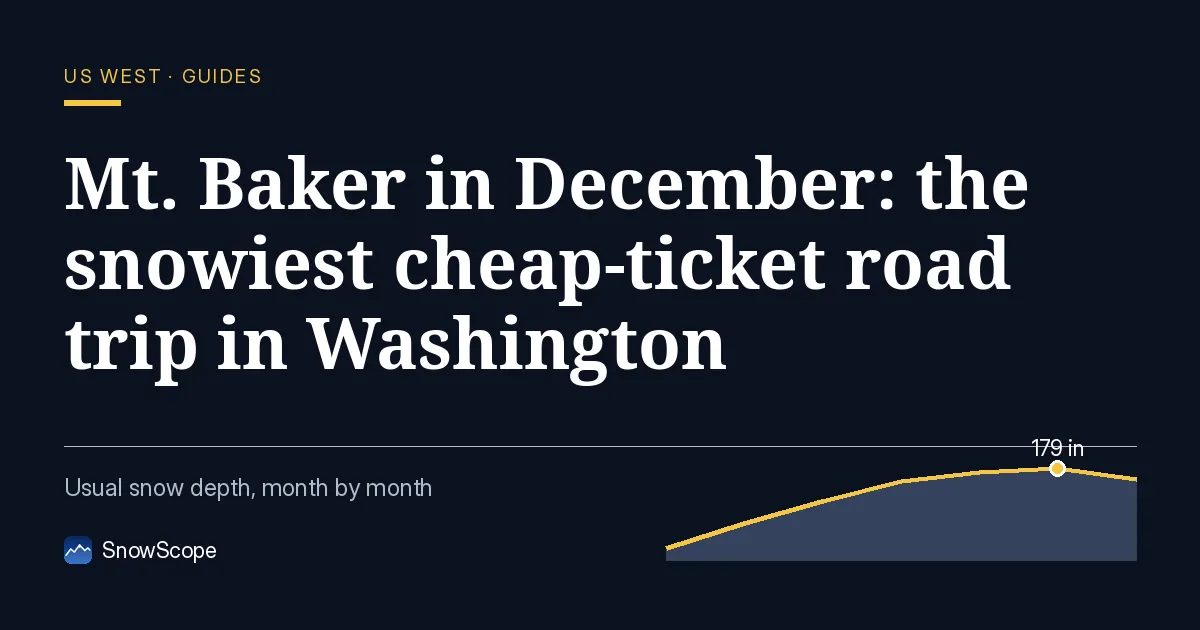 US WEST · GUIDES
Mt. Baker in December: the
snowiest cheap-ticket road
trip in Washington
179 in
Usual snow depth, month by month
SnowScope